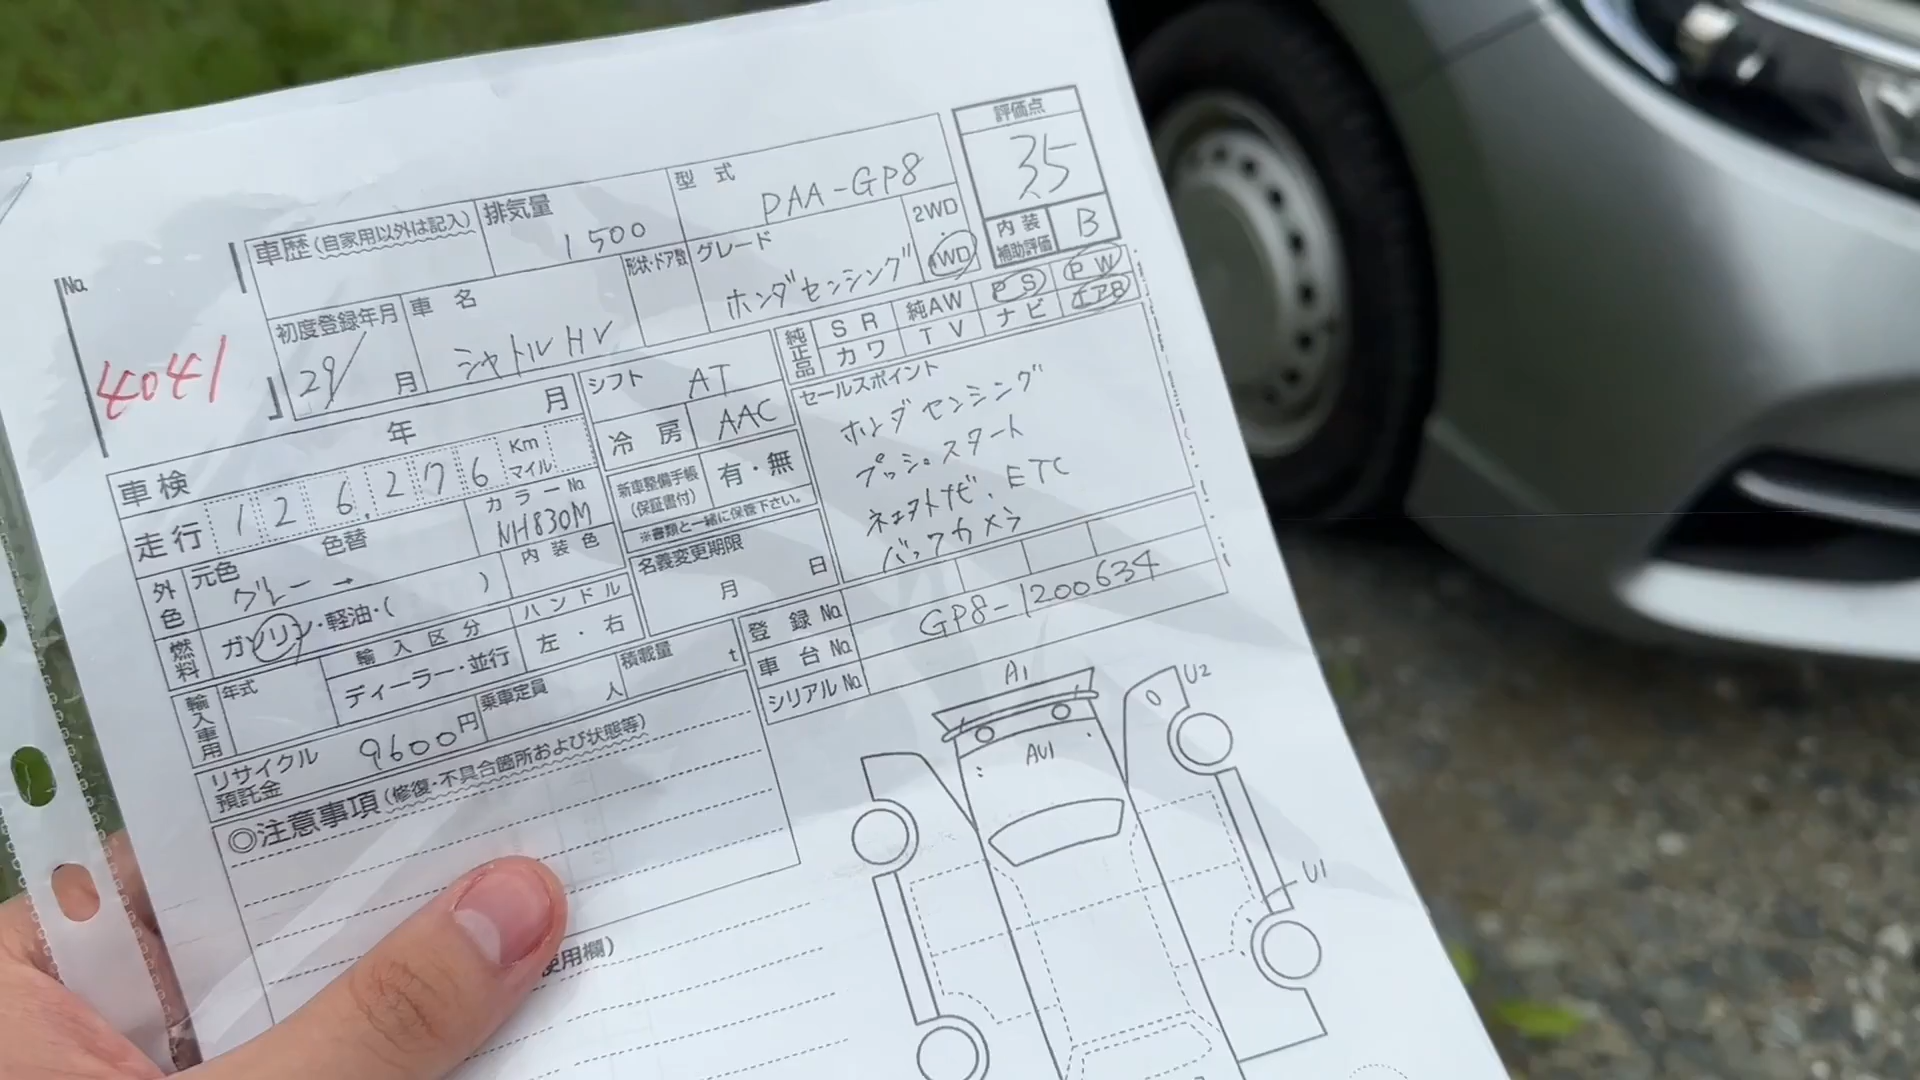 No.
4041
車歴(自家用以外は記入)
排気量
1500
型式
PAA-GP8
評価点
3.5
初度登録年月
29/ 月
車名
シャトルHV
形状・ドア数
グレード
ホンダセンシング
2WD
・
4WD
内装
補助評価
B
車検
年 月
シフト
AT
純正品
SR
純AW
PS
PW
カワ
TV
ナビ
エアB
走行
126,276
Km
マイル
冷房
AAC
セールスポイント
ホンダセンシング
プッシュスタート
ナビ、ETC
バックカメラ
外色
元色
グレー→
色替
( )
カラーNo.
NH830M
内装色
新車整備手帳
(保証書付)
有・無
※書類と一緒に保管下さい。
燃料
ガソリン・軽油・(
ハンドル
左・右
名義変更期限
月 日
輸入車用
年式
輸入区分
ディーラー・並行
登録No.
車台No.
GP8-1200634
シリアルNo.
リサイクル
預託金
9600円
乗車定員
人
積載量
t
◎注意事項(修復・不具合箇所および状態等)
使用欄)
A1
U2
AU1
U1